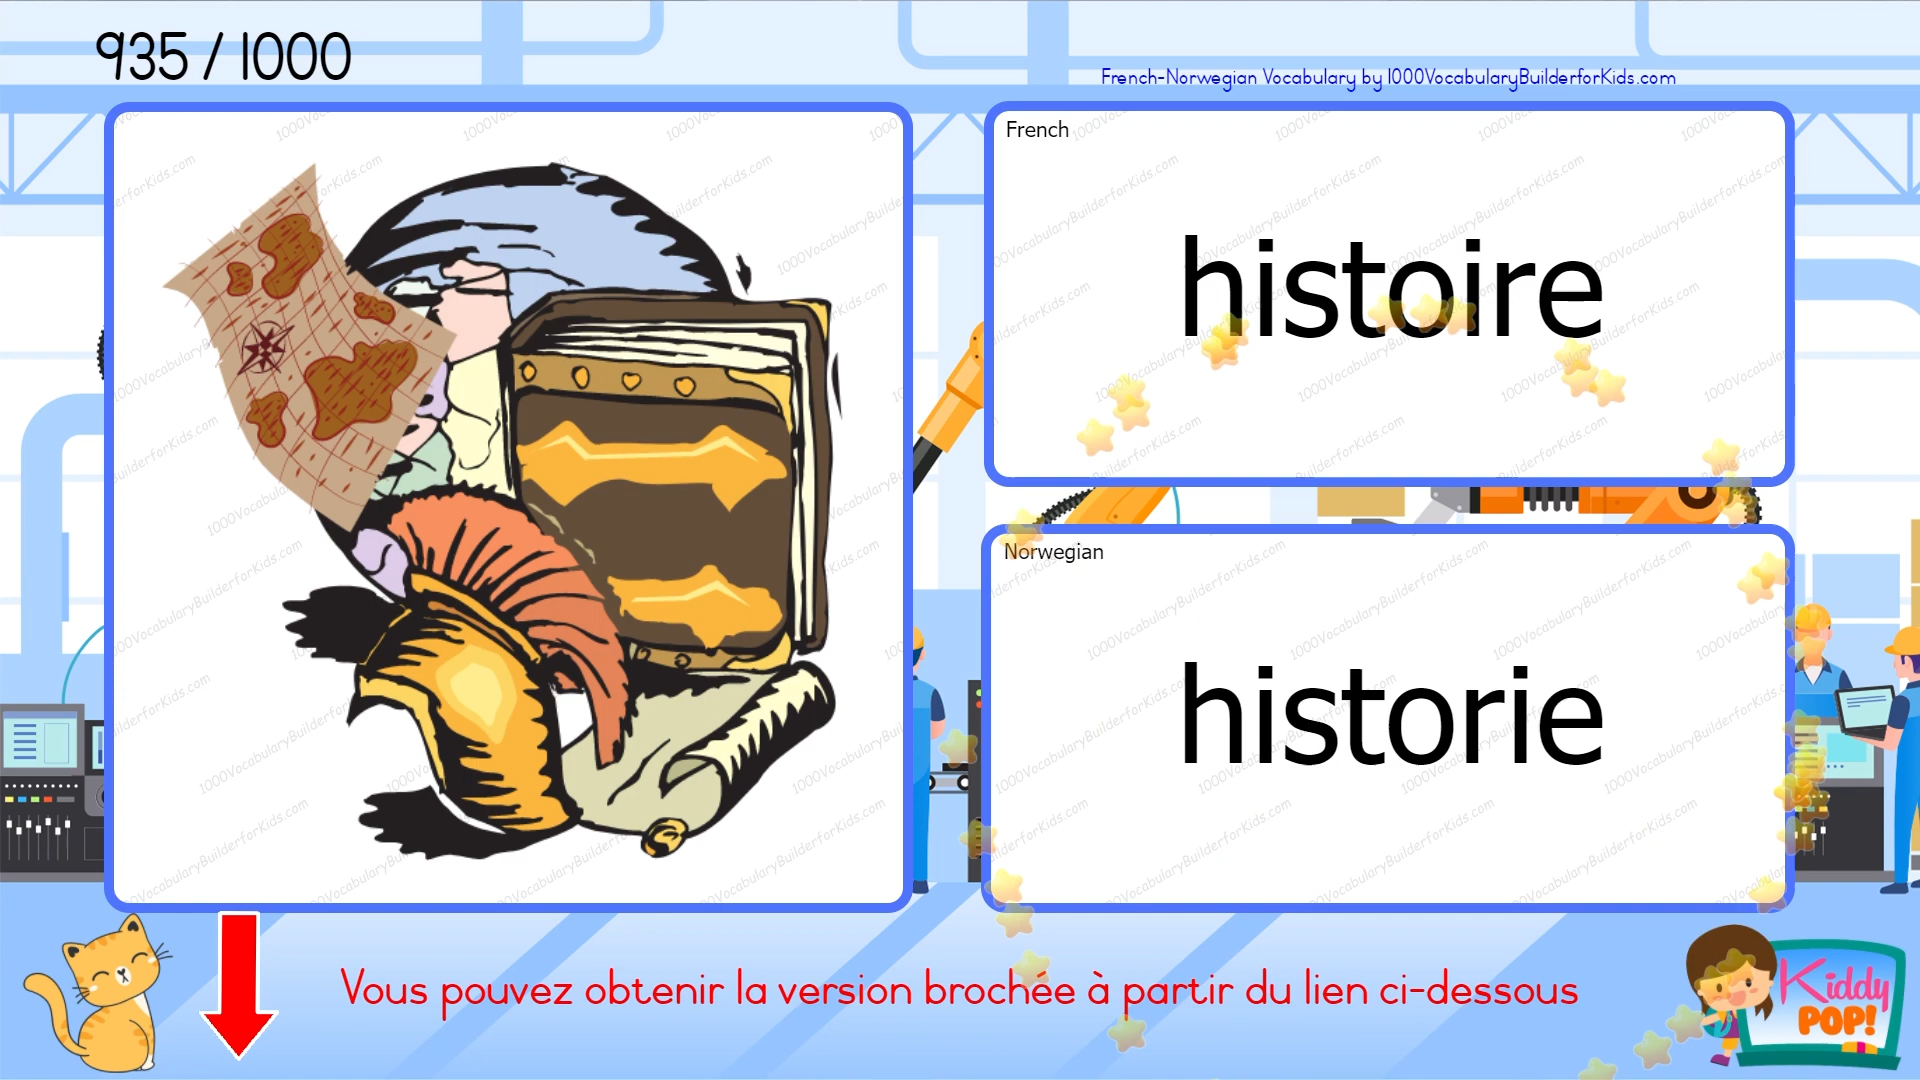 935 / 1000
French-Norwegian Vocabulary by 1000VocabularyBuilderforKids.com
French
histoire
Norwegian
historie
Vous pouvez obtenir la version brochée à partir du lien ci-dessous
Kiddy
POP!